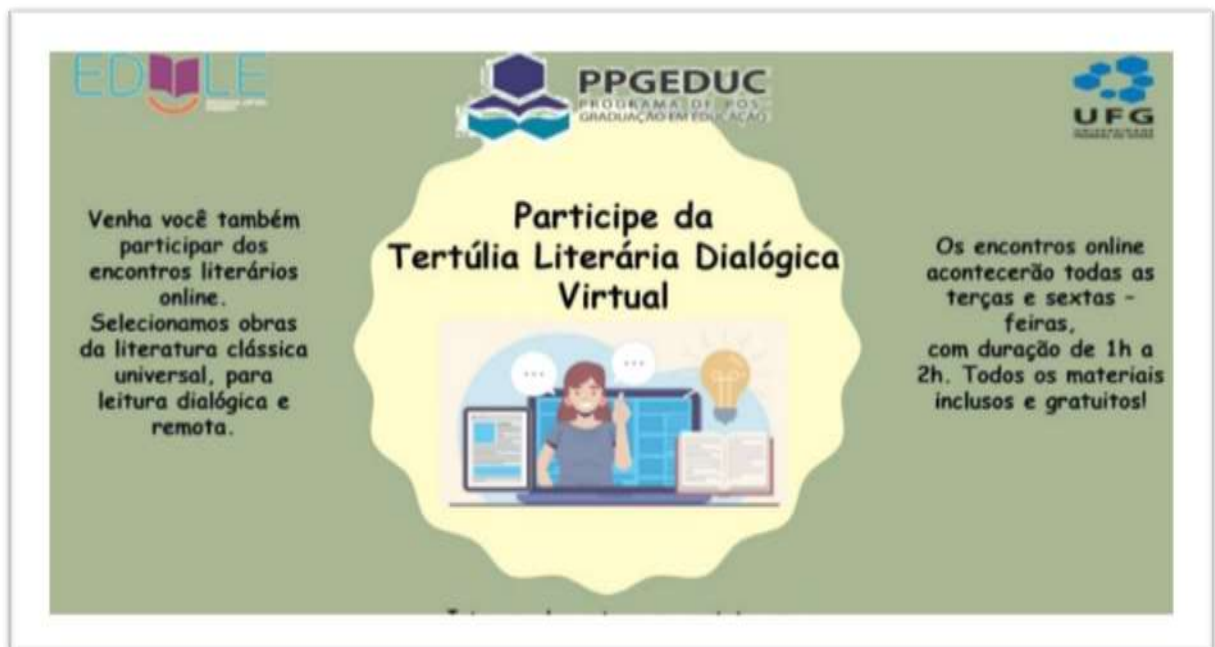 EDULE
PPGEDUC
PROGRAMA DE PÓS-
GRADUAÇÃO EM EDUCAÇÃO
UFG
Venha você também
participar dos
encontros literários
online.
Selecionamos obras
da literatura clássica
universal, para
leitura dialógica e
remota.
Participe da
Tertúlia Literária Dialógica
Virtual
Os encontros online
acontecerão todas as
terças e sextas -
feiras,
com duração de 1h a
2h. Todos os materiais
inclusos e gratuitos!